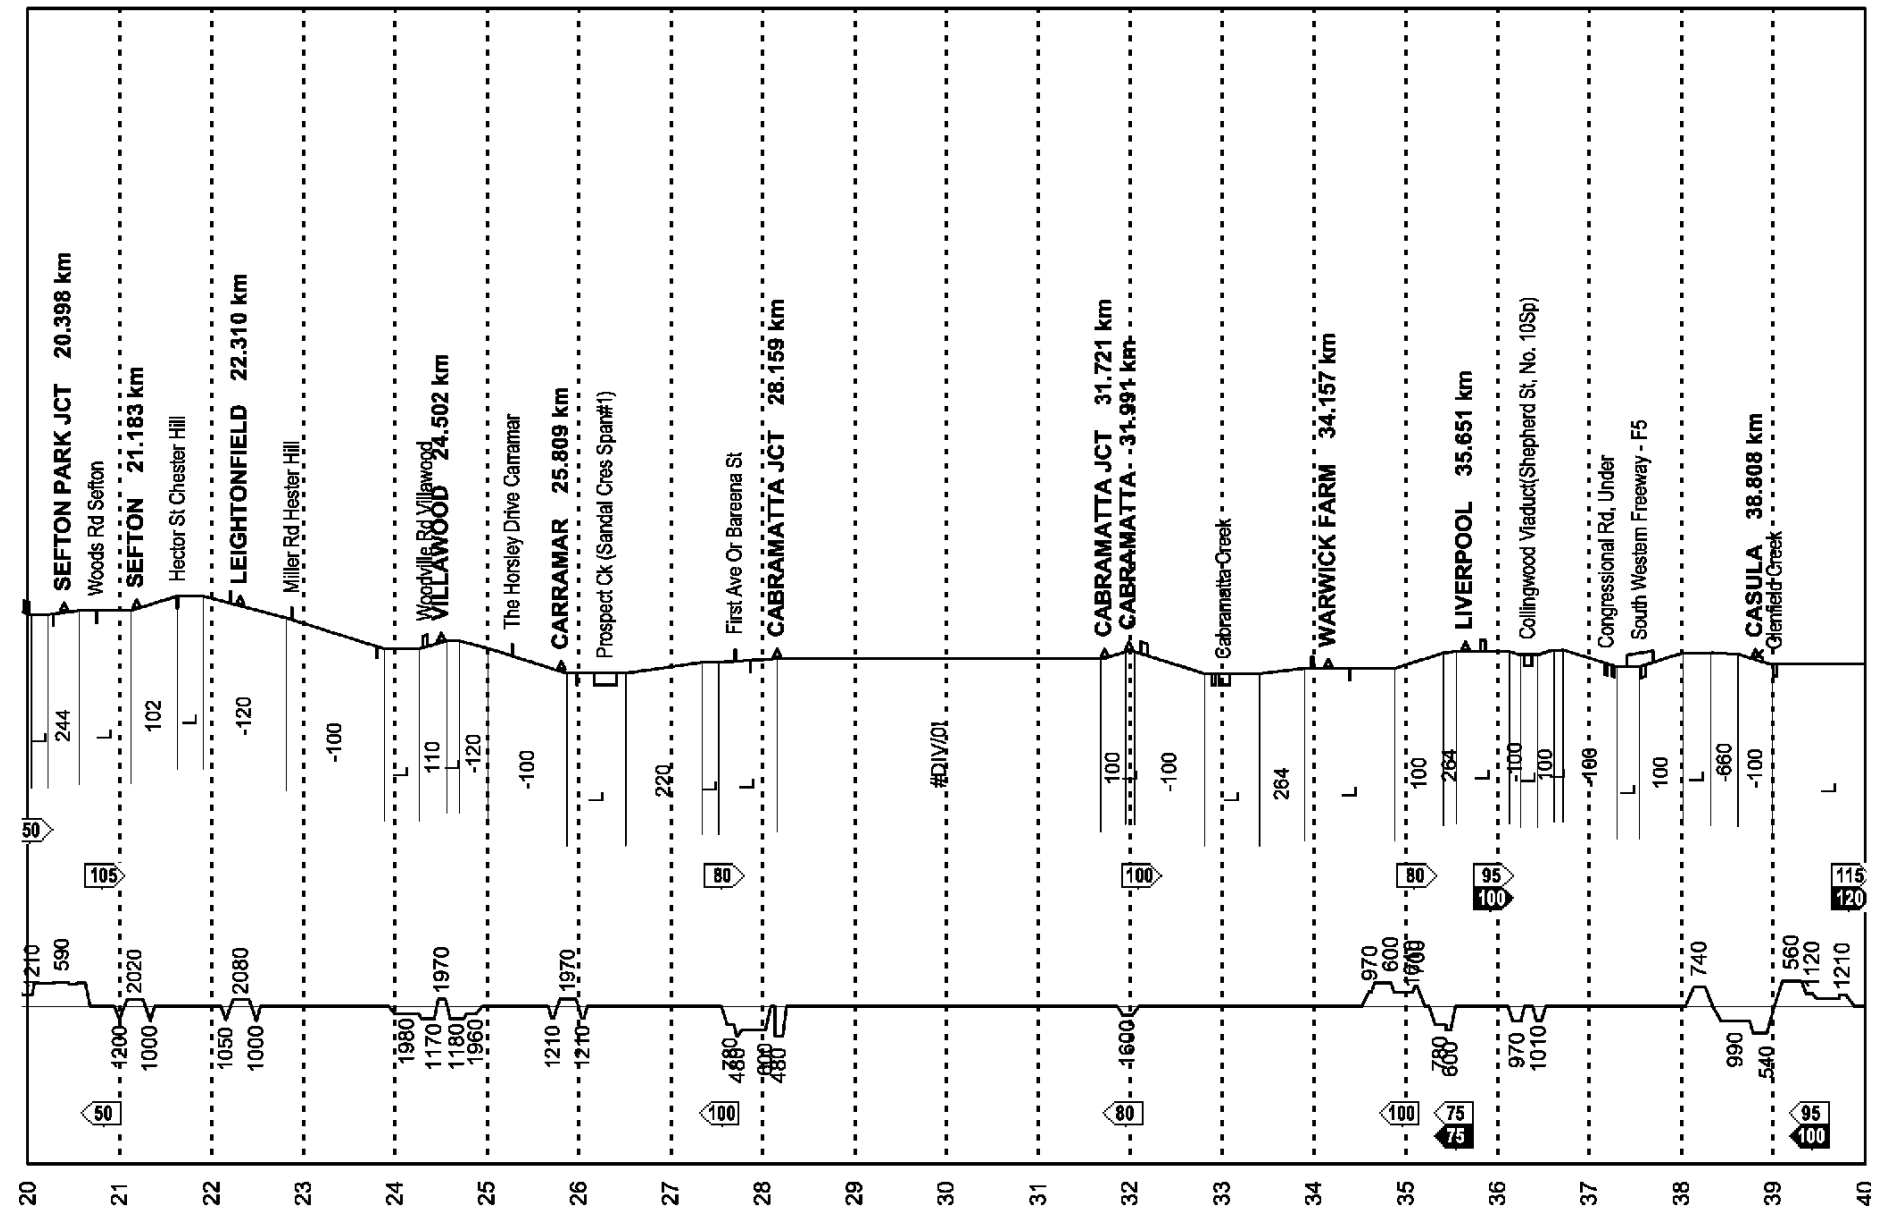 SEFTON PARK JCT 20.398 km
Woods Rd Sefton
SEFTON 21.183 km
Hector St Chester Hill
LEIGHTONFIELD 22.310 km
Miller Rd Hester Hill
Woodville Rd Villawood
VILLAWOOD 24.502 km
The Horsley Drive Carramar
CARRAMAR 25.809 km
Prospect Ck (Sandal Cres Span#1)
First Ave Or Bareena St
CABRAMATTA JCT 28.159 km
CABRAMATTA JCT 31.721 km
CABRAMATTA 31.991 km
Cabramatta Creek
WARWICK FARM 34.157 km
LIVERPOOL 35.651 km
Collingwood Viaduct(Shepherd St, No. 10Sp)
Congressional Rd, Under
South Western Freeway - F5
CASULA 38.808 km
Glenfield Creek
L
244
L
102
L
-120
-100
L
110
L
-120
-100
L
220
L
L
#DIV/0!
100
L
-100
L
264
L
100
264
L
-100
L
100
L
-100
L
100
L
-660
-100
L
50
105
80
100
80
95
100
115
120
210
590
1200
2020
1000
1050
2080
1000
1980
1170
1970
1180
1960
1210
1970
1210
780
480
600
480
1600
970
600
700
780
600
970
1010
740
990
540
560
1120
1210
50
100
80
100
75
75
95
100
20
21
22
23
24
25
26
27
28
29
30
31
32
33
34
35
36
37
38
39
40